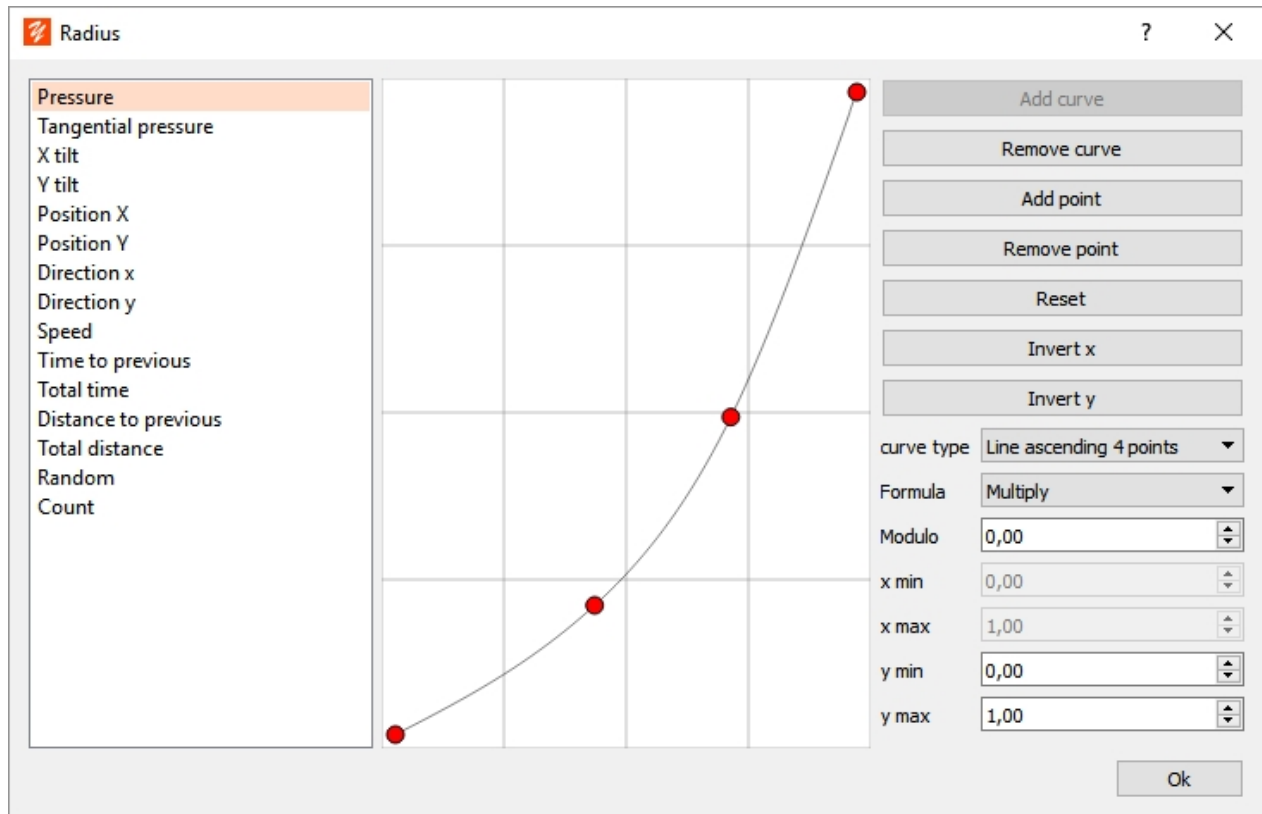 Radius
?
Pressure
Tangential pressure
X tilt
Y tilt
Position X
Position Y
Direction x
Direction y
Speed
Time to previous
Total time
Distance to previous
Total distance
Random
Count
Add curve
Remove curve
Add point
Remove point
Reset
Invert x
Invert y
curve type Line ascending 4 points
Formula Multiply
Modulo 0,00
x min 0,00
x max 1,00
y min 0,00
y max 1,00
Ok